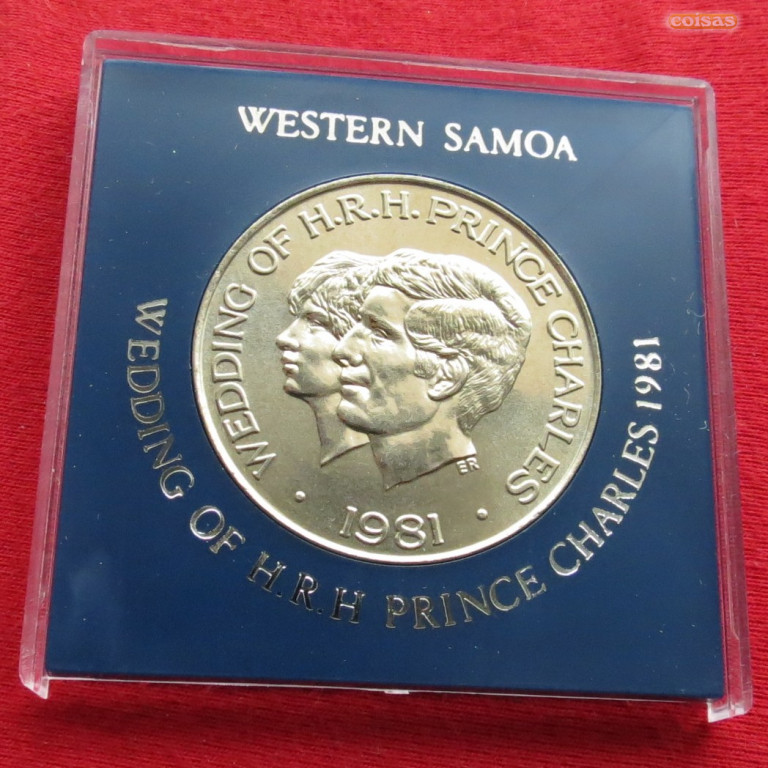 coisas
WESTERN SAMOA
WEDDING OF H.R.H. PRINCE CHARLES
ER
· 1981 ·
WEDDING OF H.R.H PRINCE CHARLES 1981